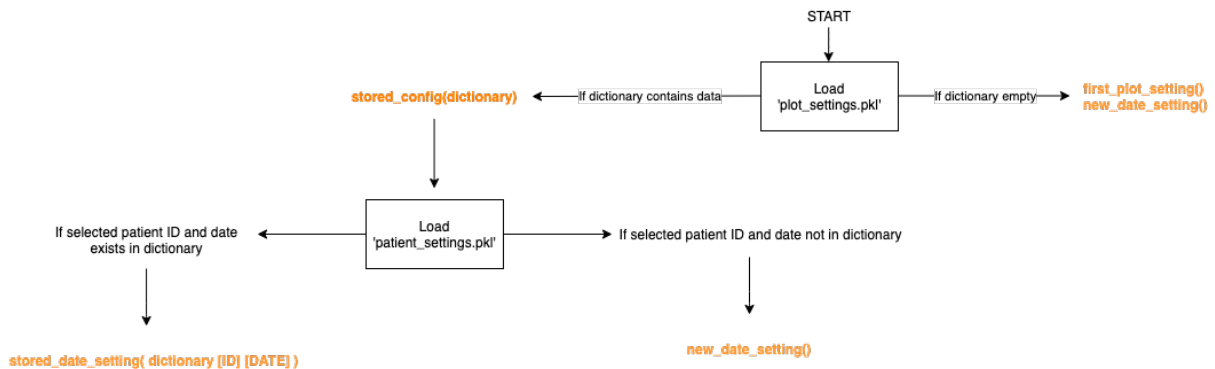 START
Load
'plot_settings.pkl'
If dictionary contains data
If dictionary empty
stored_config(dictionary)
first_plot_setting()
new_date_setting()
Load
'patient_settings.pkl'
If selected patient ID and date
exists in dictionary
If selected patient ID and date not in dictionary
stored_date_setting( dictionary [ID] [DATE] )
new_date_setting()